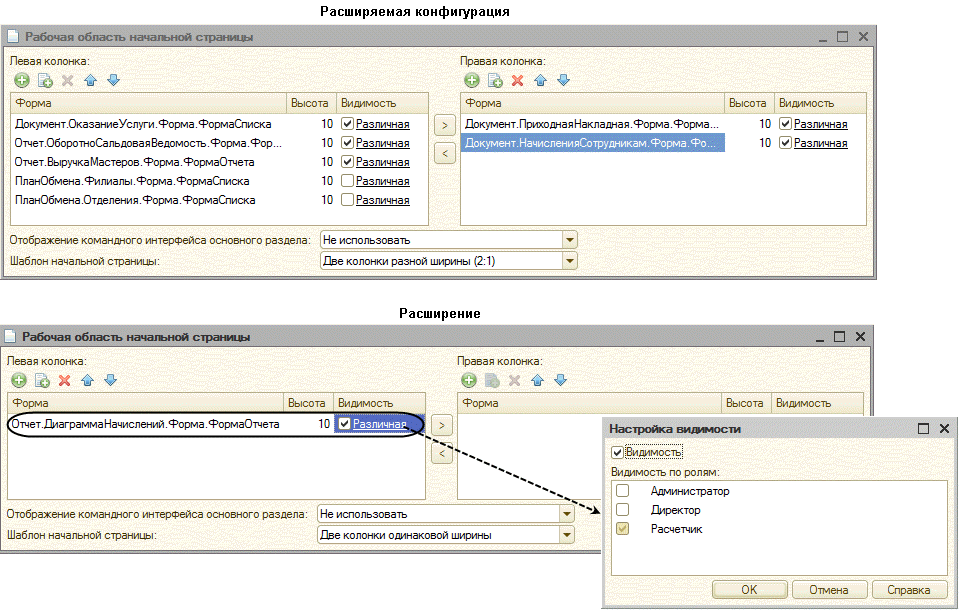 Расширяемая конфигурация
Рабочая область начальной страницы
Левая колонка:
Форма Высота Видимость
Документ.ОказаниеУслуги.Форма.ФормаСписка 10 Различная
Отчет.ОборотноСальдоваяВедомость.Форма.Фор... 10 Различная
Отчет.ВыручкаМастеров.Форма.ФормаОтчета 10 Различная
ПланОбмена.Филиалы.Форма.ФормаСписка 10 Различная
ПланОбмена.Отделения.Форма.ФормаСписка 10 Различная
>
<
Правая колонка:
Форма Высота Видимость
Документ.ПриходнаяНакладная.Форма.Форма... 10 Различная
Документ.НачисленияСотрудникам.Форма.Фо... 10 Различная
Отображение командного интерфейса основного раздела: Не использовать
Шаблон начальной страницы: Две колонки разной ширины (2:1)
Расширение
Рабочая область начальной страницы
Левая колонка:
Форма Высота Видимость
Отчет.ДиаграммаНачислений.Форма.ФормаОтчета 10 Различная
>
<
Правая колонка:
Форма Высота Видимость
Отображение командного интерфейса основного раздела: Не использовать
Шаблон начальной страницы: Две колонки одинаковой ширины
Настройка видимости
Видимость
Видимость по ролям:
Администратор
Директор
Расчетчик
OK Отмена Справка